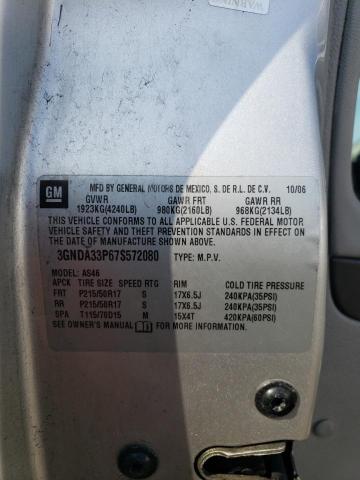 WARNING
GM
MFD BY GENERAL MOTORS DE MEXICO, S. DE R.L. DE C.V. 10/06
GVWR GAWR FRT GAWR RR
1923KG(4240LB) 980KG(2160LB) 968KG(2134LB)
THIS VEHICLE CONFORMS TO ALL APPLICABLE U.S. FEDERAL MOTOR
VEHICLE SAFETY AND THEFT PREVENTION STANDARDS IN EFFECT ON
THE DATE OF MANUFACTURE SHOWN ABOVE.
3GNDA33P67S572080 TYPE: M.P.V.
MODEL: AS46
APCK TIRE SIZE SPEED RTG RIM COLD TIRE PRESSURE
FRT P215/50R17 S 17X6.5J 240KPA(35PSI)
RR P215/50R17 S 17X6.5J 240KPA(35PSI)
SPA T115/70D15 M 15X4T 420KPA(60PSI)
SEE OWNER'S MANUAL FOR MORE INFORMATION.